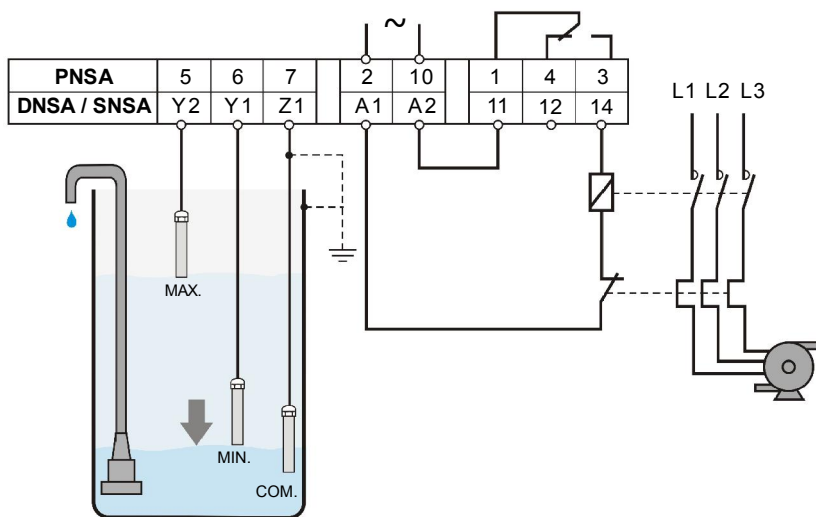 ~
PNSA 5 6 7 2 10 1 4 3
DNSA / SNSA Y2 Y1 Z1 A1 A2 11 12 14
L1 L2 L3
MAX.
MIN.
COM.